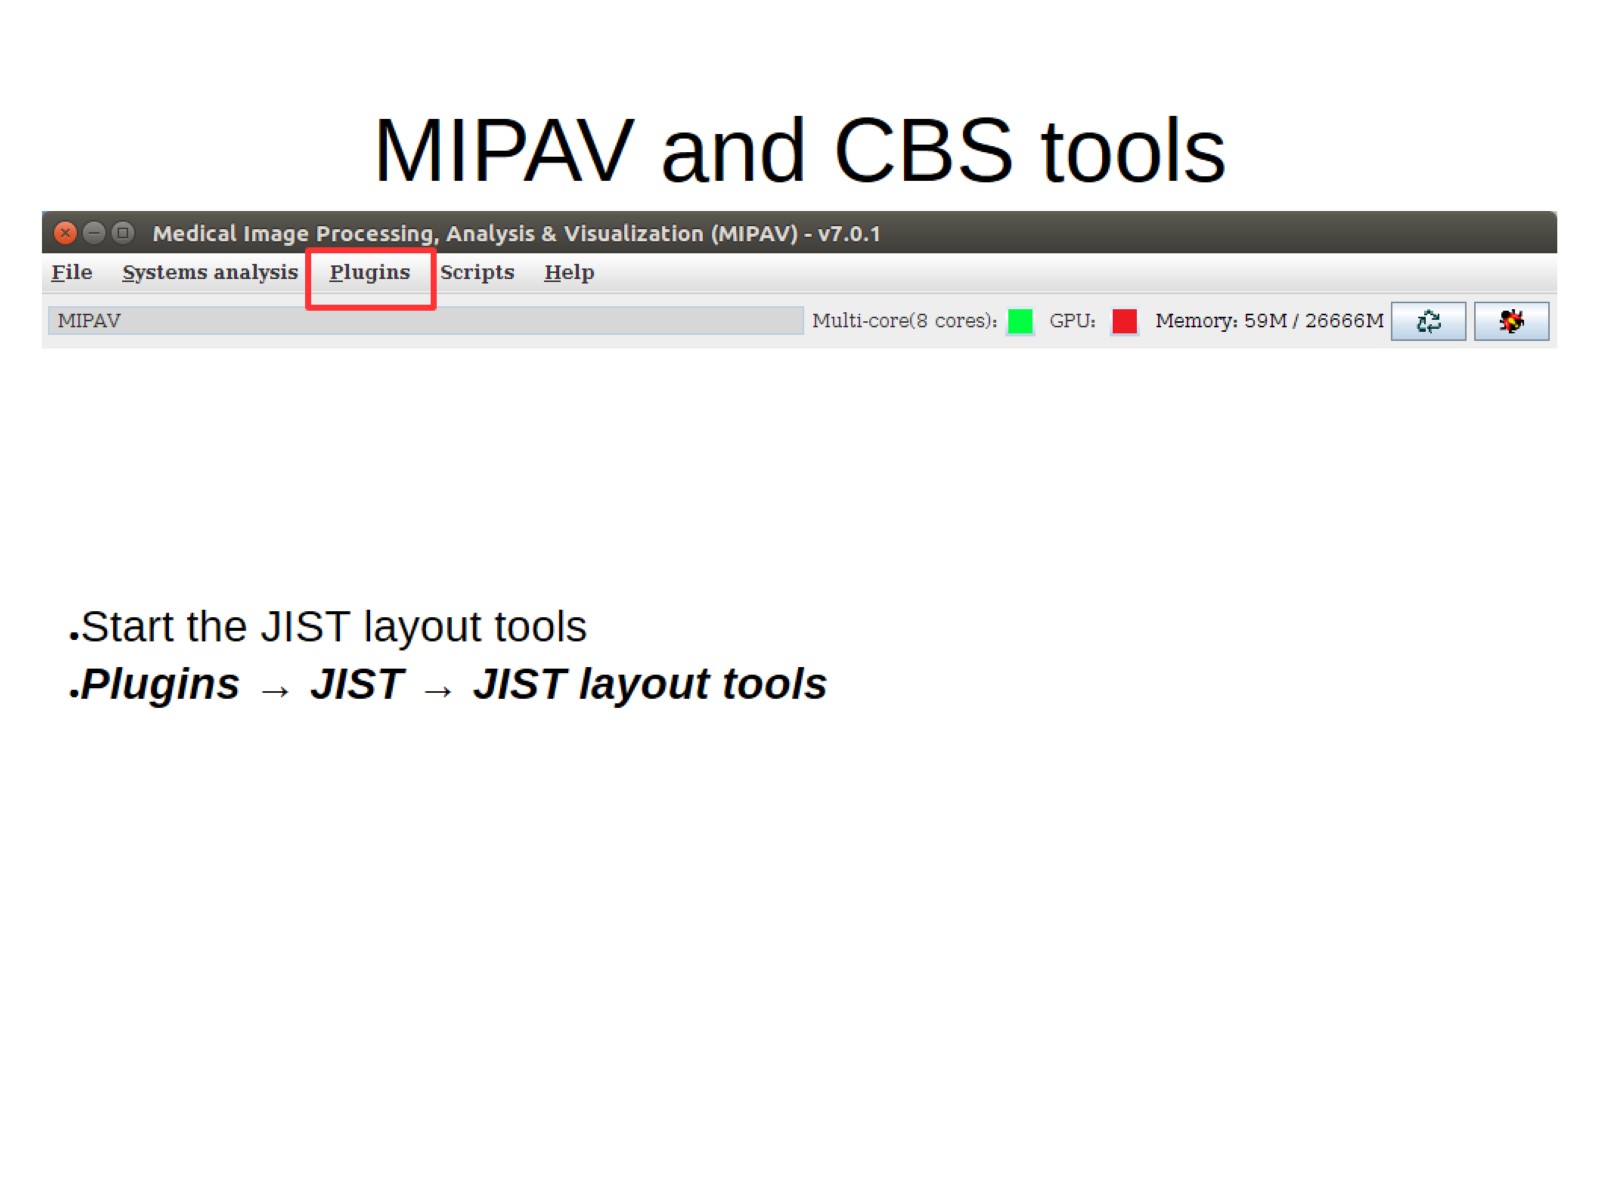 MIPAV and CBS tools
Medical Image Processing, Analysis & Visualization (MIPAV) - v7.0.1
File Systems analysis Plugins Scripts Help
MIPAV Multi-core(8 cores): GPU: Memory: 59M / 26666M
.Start the JIST layout tools
.Plugins → JIST → JIST layout tools